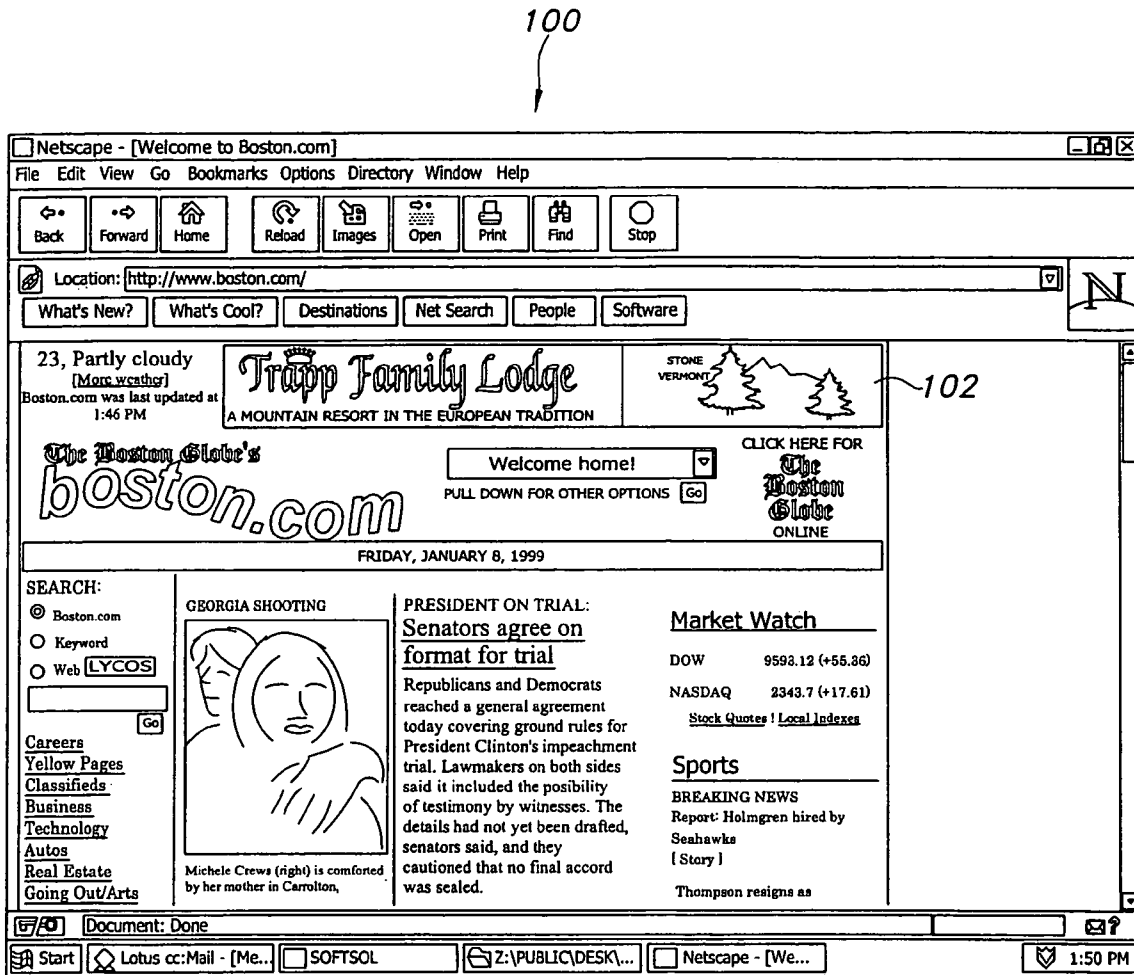 100
Netscape - [Welcome to Boston.com]
File Edit View Go Bookmarks Options Directory Window Help
Back Forward Home Reload Images Open Print Find Stop
Location: http://www.boston.com/
N
What's New? What's Cool? Destinations Net Search People Software
23, Partly cloudy
[More weather]
Boston.com was last updated at
1:46 PM
Trapp Family Lodge
A MOUNTAIN RESORT IN THE EUROPEAN TRADITION
STONE
VERMONT
102
The Boston Globe's
boston.com
Welcome home!
PULL DOWN FOR OTHER OPTIONS Go
CLICK HERE FOR
The
Boston
Globe
ONLINE
FRIDAY, JANUARY 8, 1999
SEARCH:
Boston.com
Keyword
Web LYCOS
Go
Careers
Yellow Pages
Classifieds
Business
Technology
Autos
Real Estate
Going Out/Arts
GEORGIA SHOOTING
Michele Crews (right) is comforted
by her mother in Carrolton,
PRESIDENT ON TRIAL:
Senators agree on
format for trial
Republicans and Democrats
reached a general agreement
today covering ground rules for
President Clinton's impeachment
trial. Lawmakers on both sides
said it included the posibility
of testimony by witnesses. The
details had not yet been drafted,
senators said, and they
cautioned that no final accord
was sealed.
Market Watch
DOW 9593.12 (+55.36)
NASDAQ 2343.7 (+17.61)
Stock Quotes ! Local Indexes
Sports
BREAKING NEWS
Report: Holmgren hired by
Seahawks
[ Story ]
Thompson resigns as
Document: Done
Start Lotus cc:Mail - [Me... SOFTSOL Z:\PUBLIC\DESK\... Netscape - [We... 1:50 PM